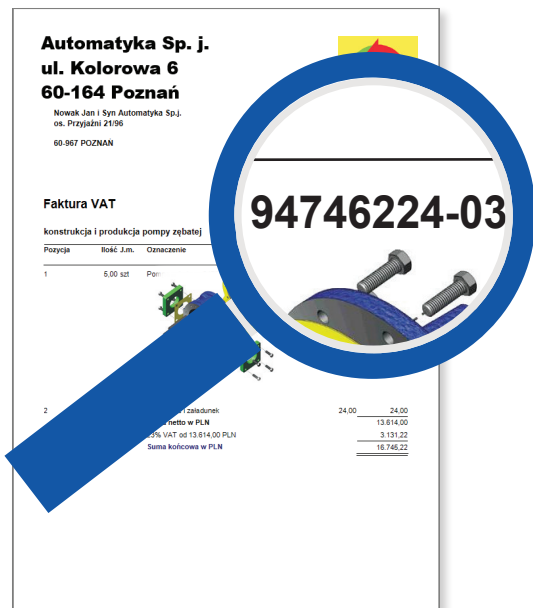 Automatyka Sp. j.
ul. Kolorowa 6
60-164 Poznań
Nowak Jan i Syn Automatyka Sp.j.
os. Przyjaźni 21/96
60-967 POZNAŃ
94746224-03
Faktura VAT
konstrukcja i produkcja pompy zębatej
Pozycja Ilość J.m. Oznaczenie
1 5,00 szt
2 i załadunek 24,00 24,00
netto w PLN 13.614,00
VAT od 13.614,00 PLN 3.131,22
Suma końcowa w PLN 16.745,22